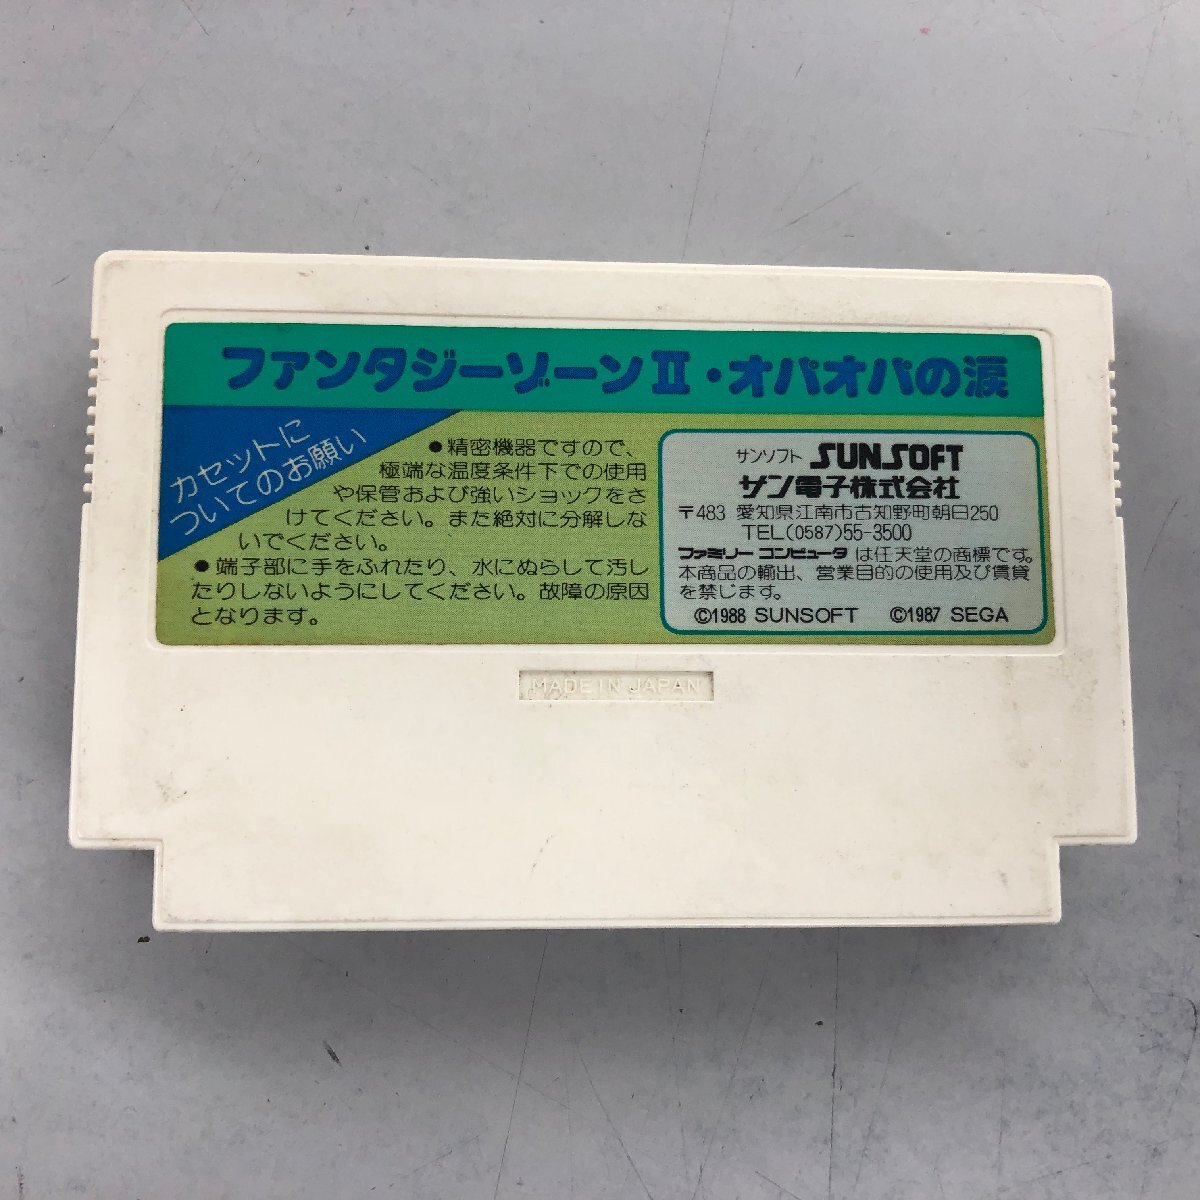 ファンタジーゾーンⅡ・オパオパの涙
カセットに
ついてのお願い
●精密機器ですので、
極端な温度条件下での使用
や保管および強いショックをさ
けてください。また絶対に分解しな
いでください。
●端子部に手をふれたり、水にぬらして汚し
たりしないようにしてください。故障の原因
となります。
サンソフト SUNSOFT
サン電子株式会社
〒483 愛知県江南市古知野町朝日250
TEL(0587)55-3500
ファミリーコンピュータ は任天堂の商標です。
本商品の輸出、営業目的の使用及び賃貸
を禁じます。
©1988 SUNSOFT ©1987 SEGA
MADE IN JAPAN